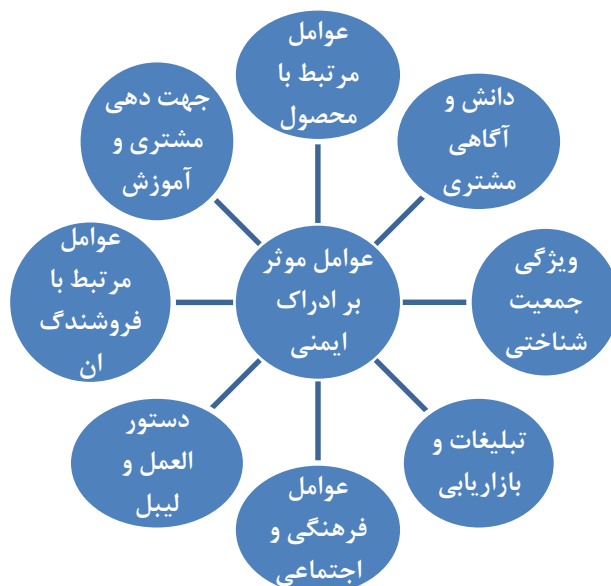 عوامل
مرتبط با
محصول
دانش و
آگاهی
مشتری
ویژگی
جمعیت
شناختی
تبلیغات و
بازاریابی
عوامل
فرهنگی و
اجتماعی
دستور
العمل و
لیبل
عوامل
مرتبط با
فروشندگ
ان
جهت دهی
مشتری و
آموزش
عوامل موثر
بر ادراک
ایمنی